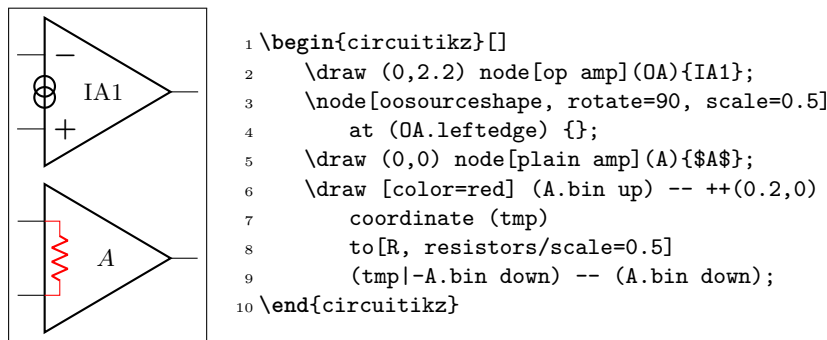 IA1
A
1 \begin{circuitikz}[]
2 \draw (0,2.2) node[op amp](OA){IA1};
3 \node[oosourceshape, rotate=90, scale=0.5]
4 at (OA.leftedge) {};
5 \draw (0,0) node[plain amp](A){$A$};
6 \draw [color=red] (A.bin up) -- ++(0.2,0)
7 coordinate (tmp)
8 to[R, resistors/scale=0.5]
9 (tmp|-A.bin down) -- (A.bin down);
10 \end{circuitikz}